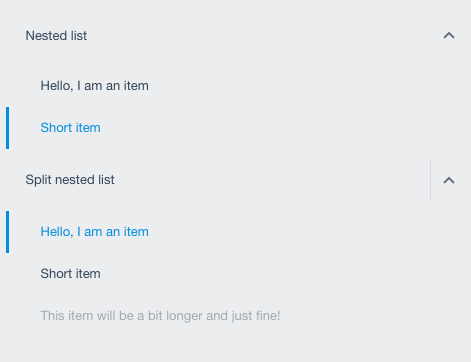 Nested list
Hello, I am an item
Short item
Split nested list
Hello, I am an item
Short item
This item will be a bit longer and just fine!